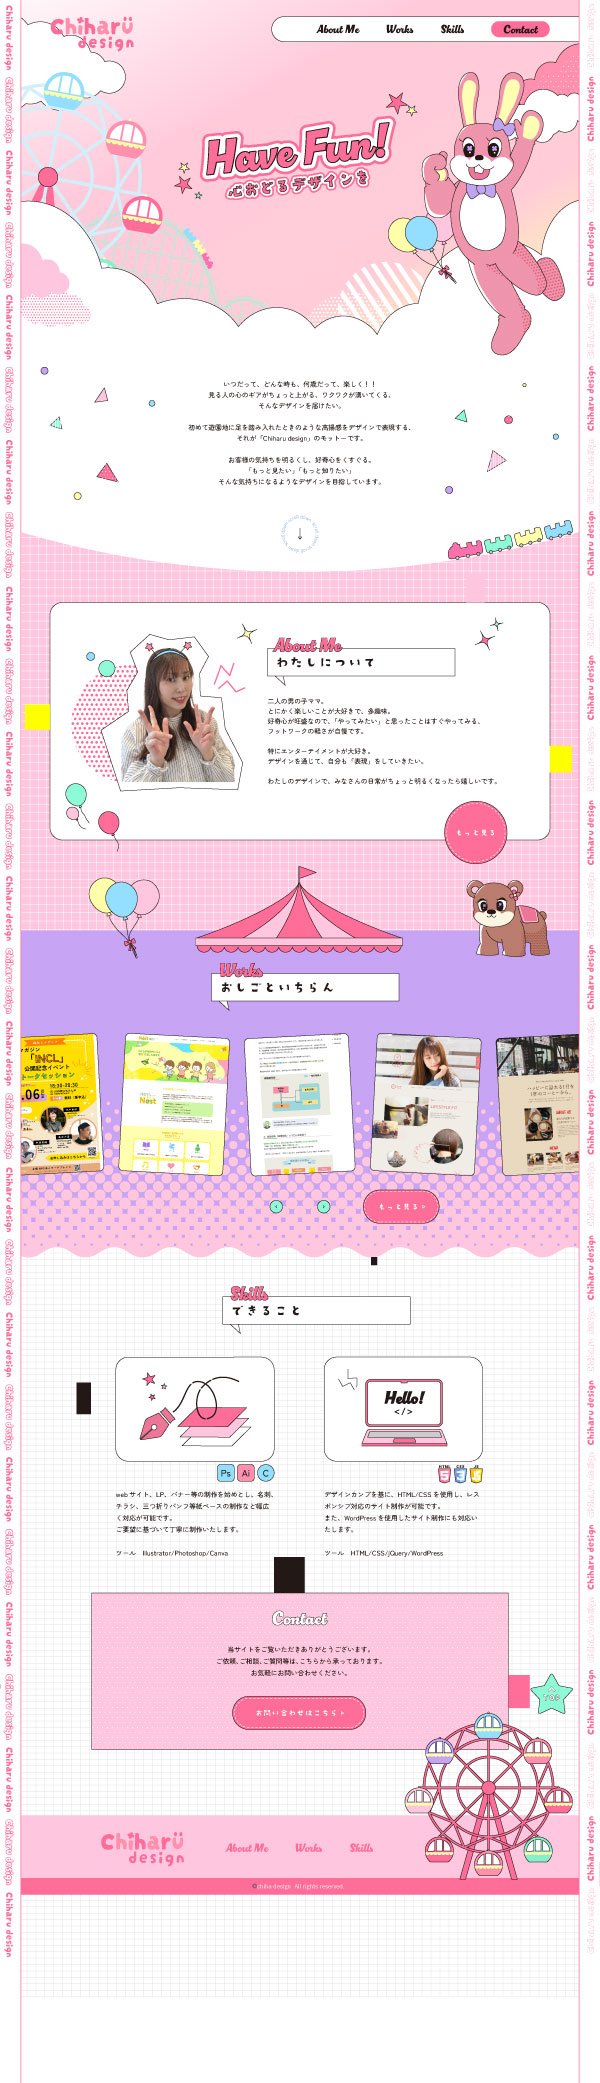 Chiharu
design
About Me
Works
Skills
Contact
Have Fun!
心おどるデザインを
いつだって、どんな時も、何歳だって、楽しく！！
見る人の心のギアがちょっと上がる、ワクワクが湧いてくる、
そんなデザインを届けたい。
初めて遊園地に足を踏み入れたときのような高揚感をデザインで表現する、
それが「Chiharu design」のモットーです。
お客様の気持ちを明るくし、好奇心をくすぐる。
「もっと見たい」「もっと知りたい」
そんな気持ちになるようなデザインを目指しています。
About Me
わたしについて
二人の男の子ママ。
とにかく楽しいことが大好きで、多趣味。
好奇心が旺盛なので、「やってみたい」と思ったことはすぐやってみる、
フットワークの軽さが自慢です。
特にエンターテイメントが大好き。
デザインを通じて、自分も「表現」をしていきたい。
わたしのデザインで、みなさんの日常がちょっと明るくなったら嬉しいです。
もっと見る
Works
おしごといちらん
マガジン
「INCL」
公開記念イベント
トークセッション
Nest
もっと見る >
Skills
できること
Hello!
</>
Ps
Ai
C
HTML
CSS
JS
5
3
webサイト、LP、バナー等の制作を始めとし、名刺、
チラシ、三つ折りパンフ等紙ベースの制作など幅広
く対応が可能です。
ご要望に基づいて丁寧に制作いたします。
ツール　Illustrator/Photoshop/Canva
デザインカンプを基に、HTML/CSSを使用し、レス
ポンシブ対応のサイト制作が可能です。
また、WordPressを使用したサイト制作にも対応い
たします。
ツール　HTML/CSS/jQuery/WordPress
Contact
当サイトをご覧いただきありがとうございます。
ご依頼、ご相談、ご質問等は、こちらから承っております。
お気軽にお問い合わせください。
お問い合わせはこちら >
TOP
Chiharu
design
About Me
Works
Skills
©chiha design. All rights reserved.